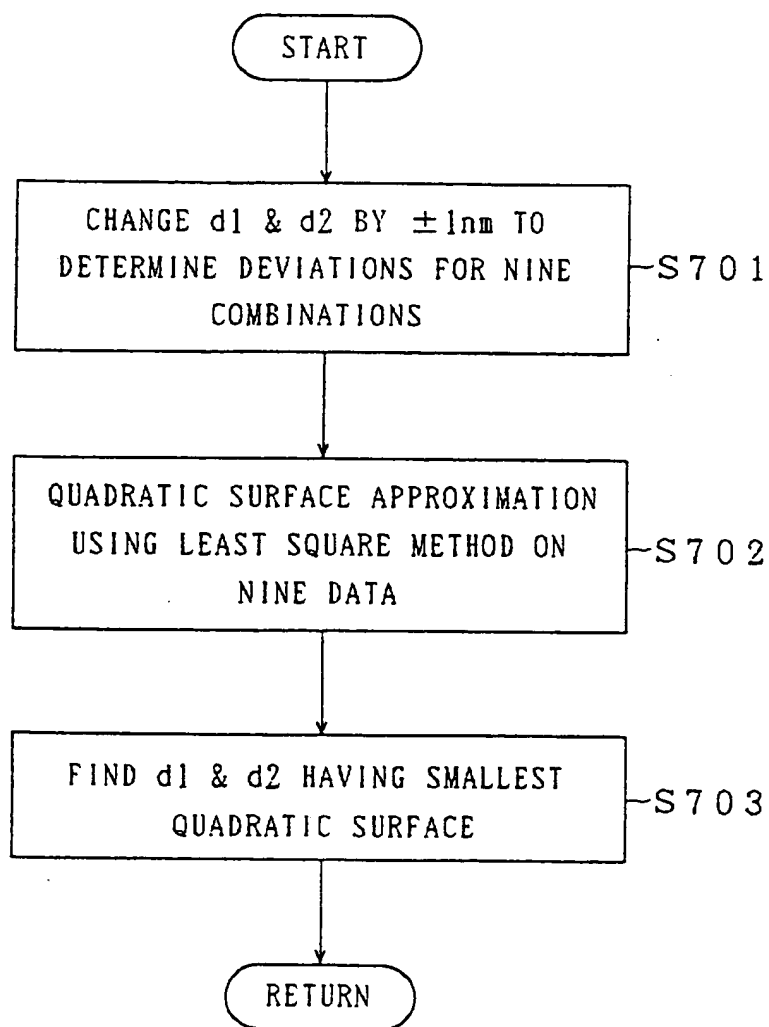 START
CHANGE d1 & d2 BY ±1nm TO
DETERMINE DEVIATIONS FOR NINE
COMBINATIONS
~S701
QUADRATIC SURFACE APPROXIMATION
USING LEAST SQUARE METHOD ON
NINE DATA
~S702
FIND d1 & d2 HAVING SMALLEST
QUADRATIC SURFACE
~S703
RETURN